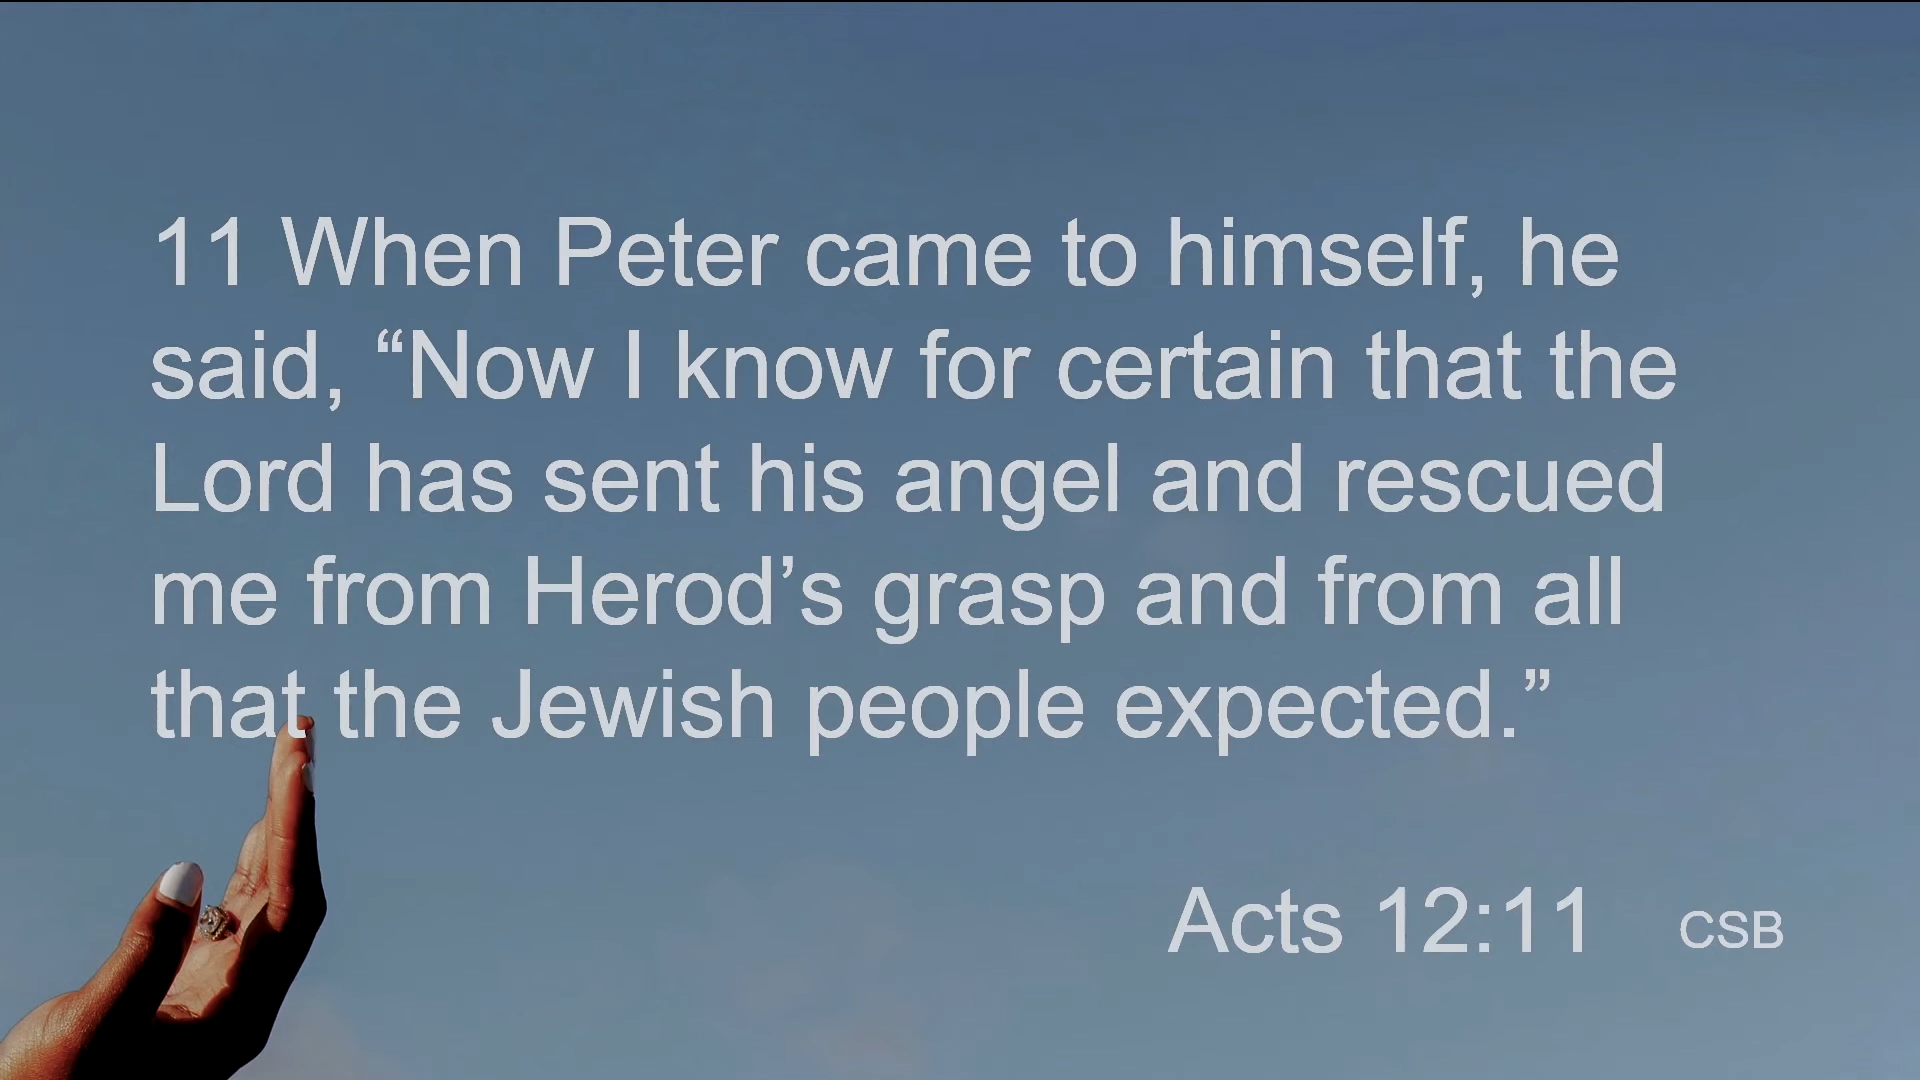 11 When Peter came to himself, he
said, “Now I know for certain that the
Lord has sent his angel and rescued
me from Herod’s grasp and from all
that the Jewish people expected.”
Acts 12:11 CSB